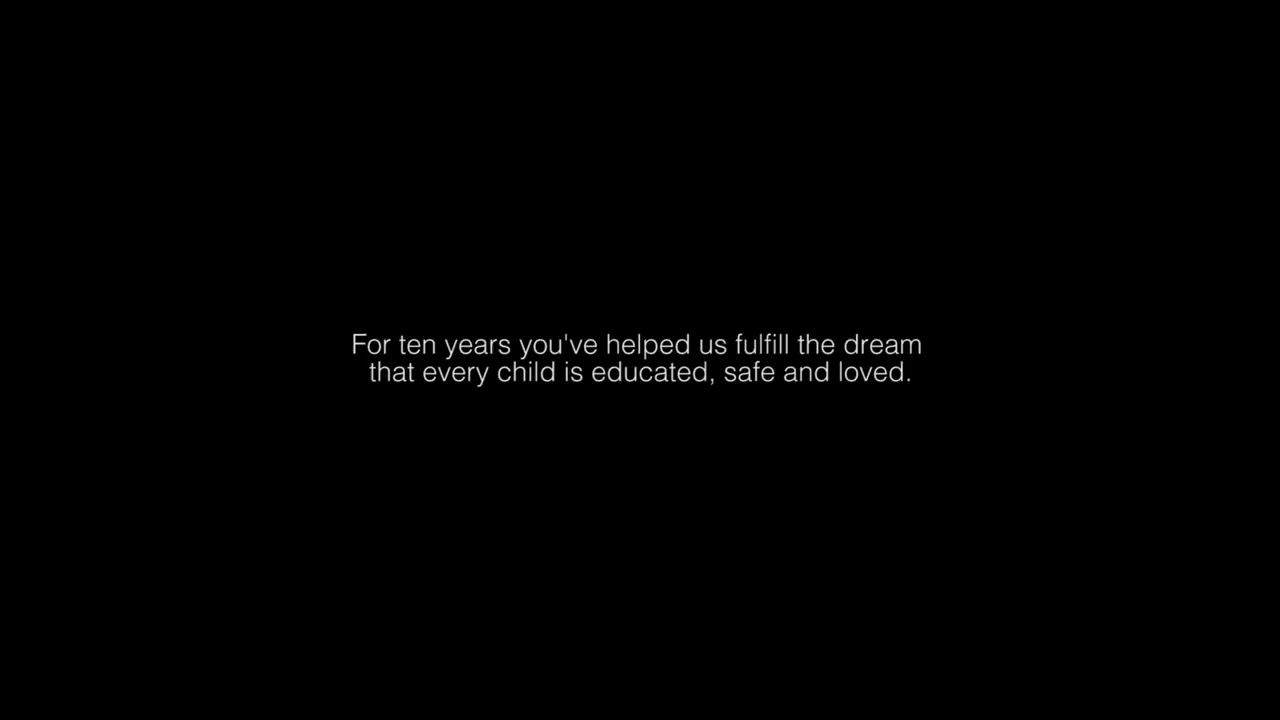 For ten years you've helped us fulfill the dream
that every child is educated, safe and loved.